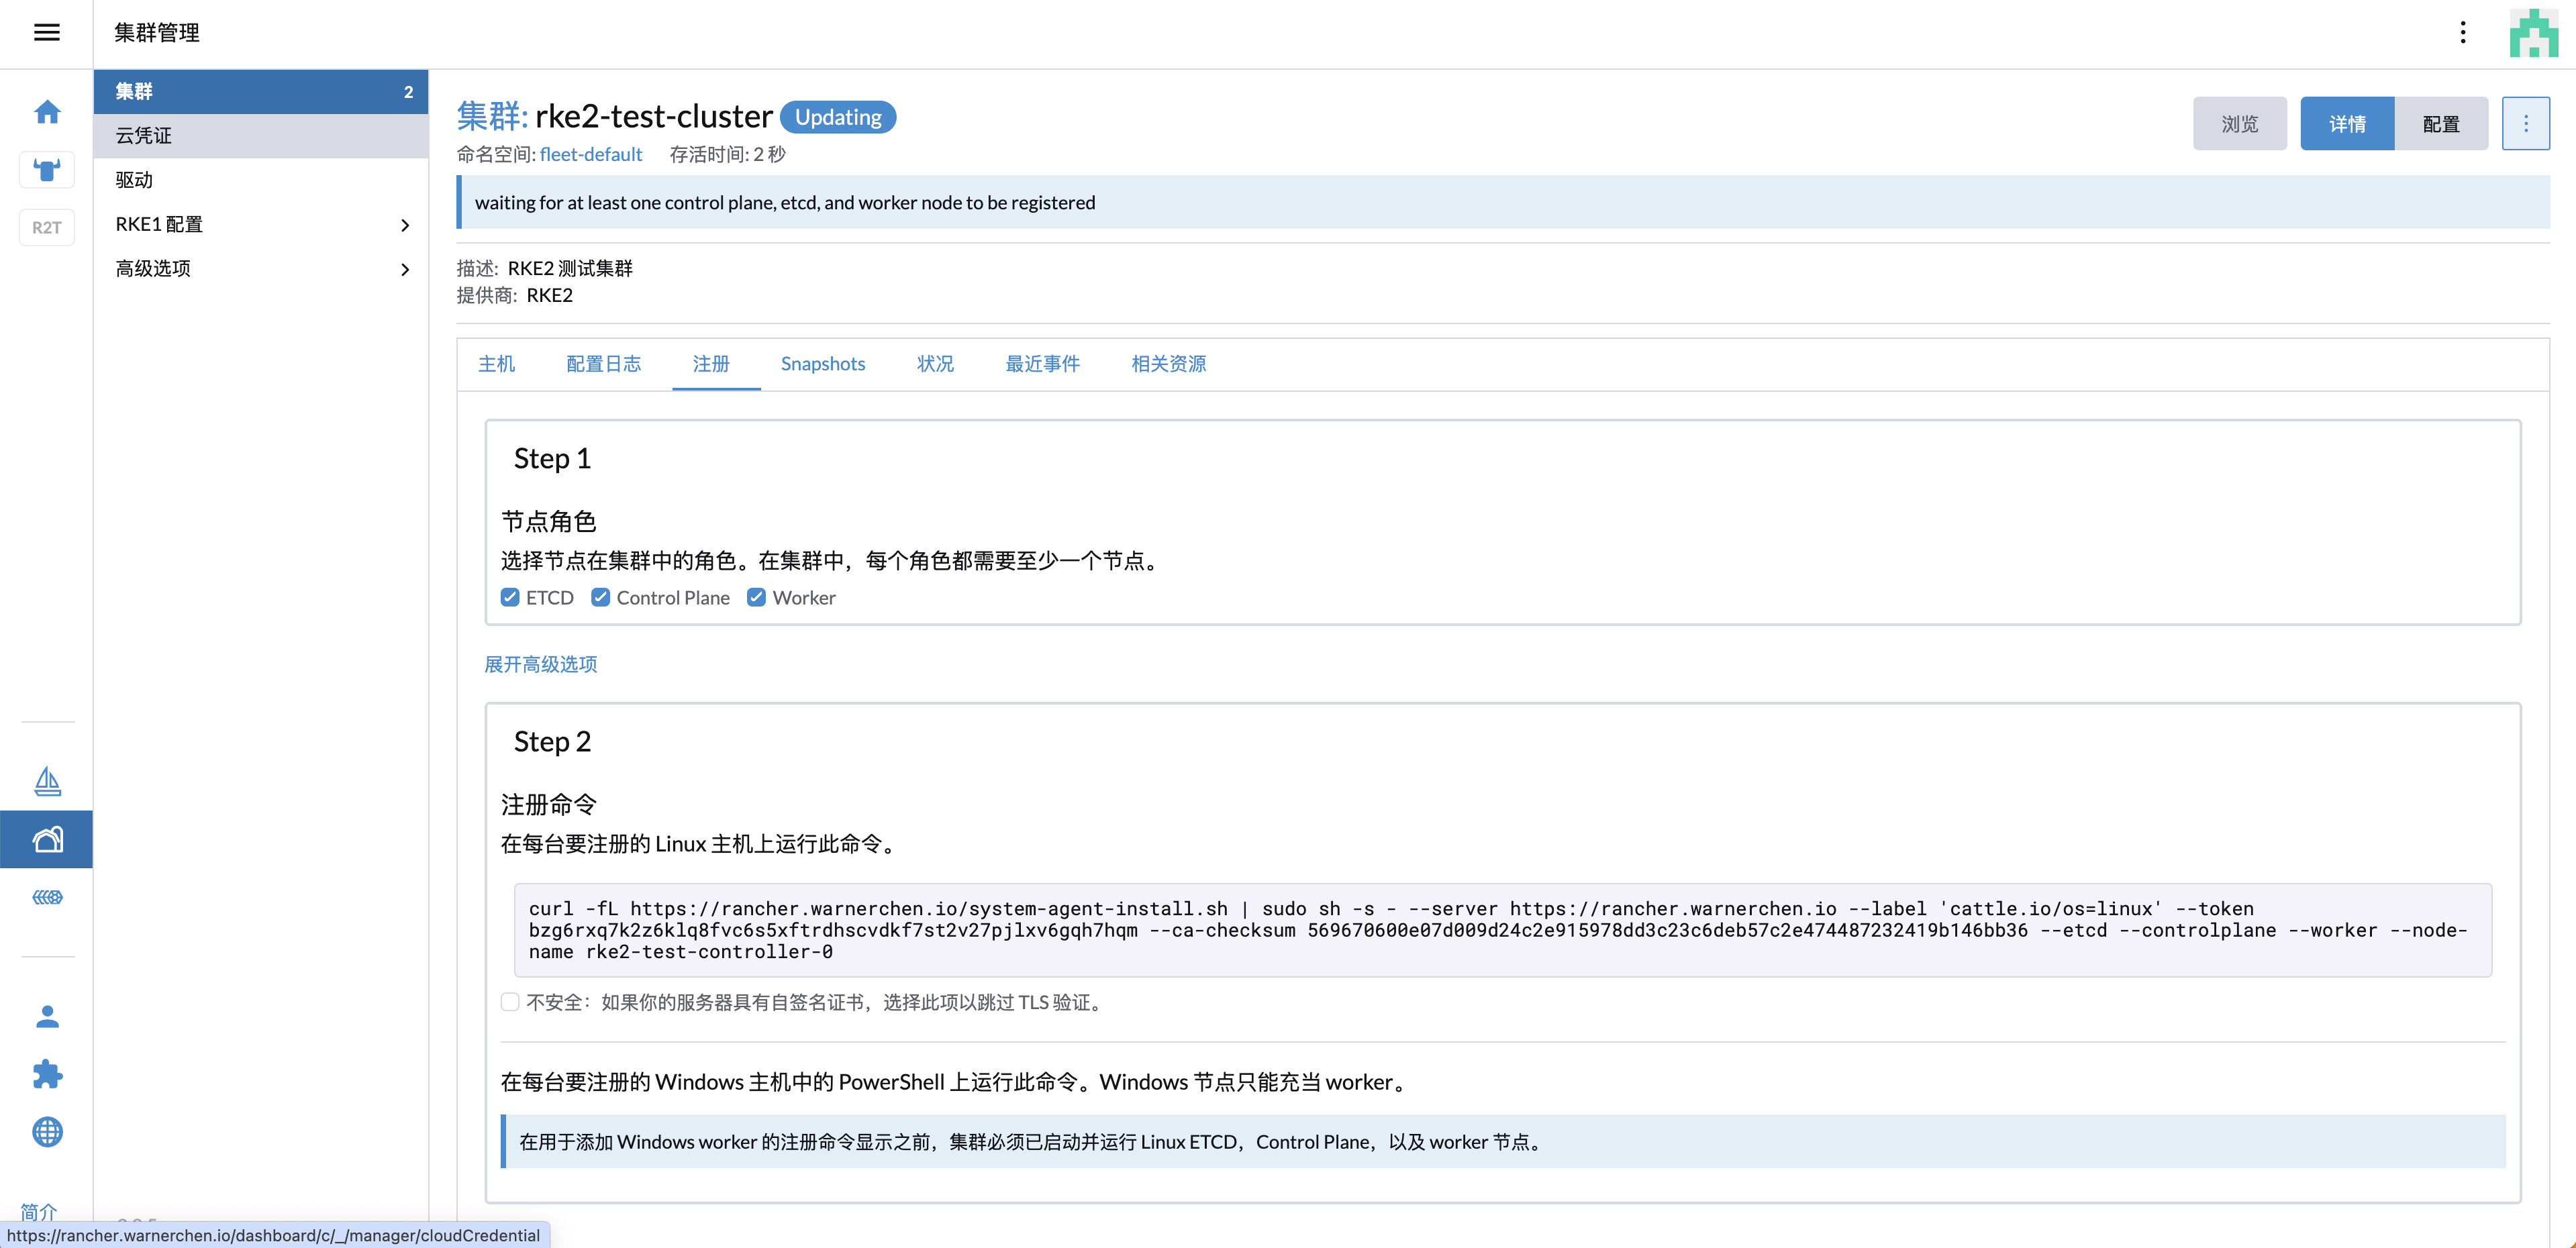 集群管理
集群 2
云凭证
驱动
RKE1 配置
高级选项
R2T
简介
https://rancher.warnerchen.io/dashboard/c/_/manager/cloudCredential
集群: rke2-test-cluster Updating
命名空间: fleet-default 存活时间: 2 秒
浏览 详情 配置
waiting for at least one control plane, etcd, and worker node to be registered
描述: RKE2 测试集群
提供商: RKE2
主机 配置日志 注册 Snapshots 状况 最近事件 相关资源
Step 1
节点角色
选择节点在集群中的角色。在集群中，每个角色都需要至少一个节点。
ETCD Control Plane Worker
展开高级选项
Step 2
注册命令
在每台要注册的 Linux 主机上运行此命令。
curl -fL https://rancher.warnerchen.io/system-agent-install.sh | sudo sh -s - --server https://rancher.warnerchen.io --label 'cattle.io/os=linux' --token
bzg6rxq7k2z6klq8fvc6s5xftrdhscvdkf7st2v27pjlxv6gqh7hqm --ca-checksum 569670600e07d009d24c2e915978dd3c23c6deb57c2e474487232419b146bb36 --etcd --controlplane --worker --node-
name rke2-test-controller-0
不安全：如果你的服务器具有自签名证书，选择此项以跳过 TLS 验证。
在每台要注册的 Windows 主机中的 PowerShell 上运行此命令。Windows 节点只能充当 worker。
在用于添加 Windows worker 的注册命令显示之前，集群必须已启动并运行 Linux ETCD，Control Plane，以及 worker 节点。